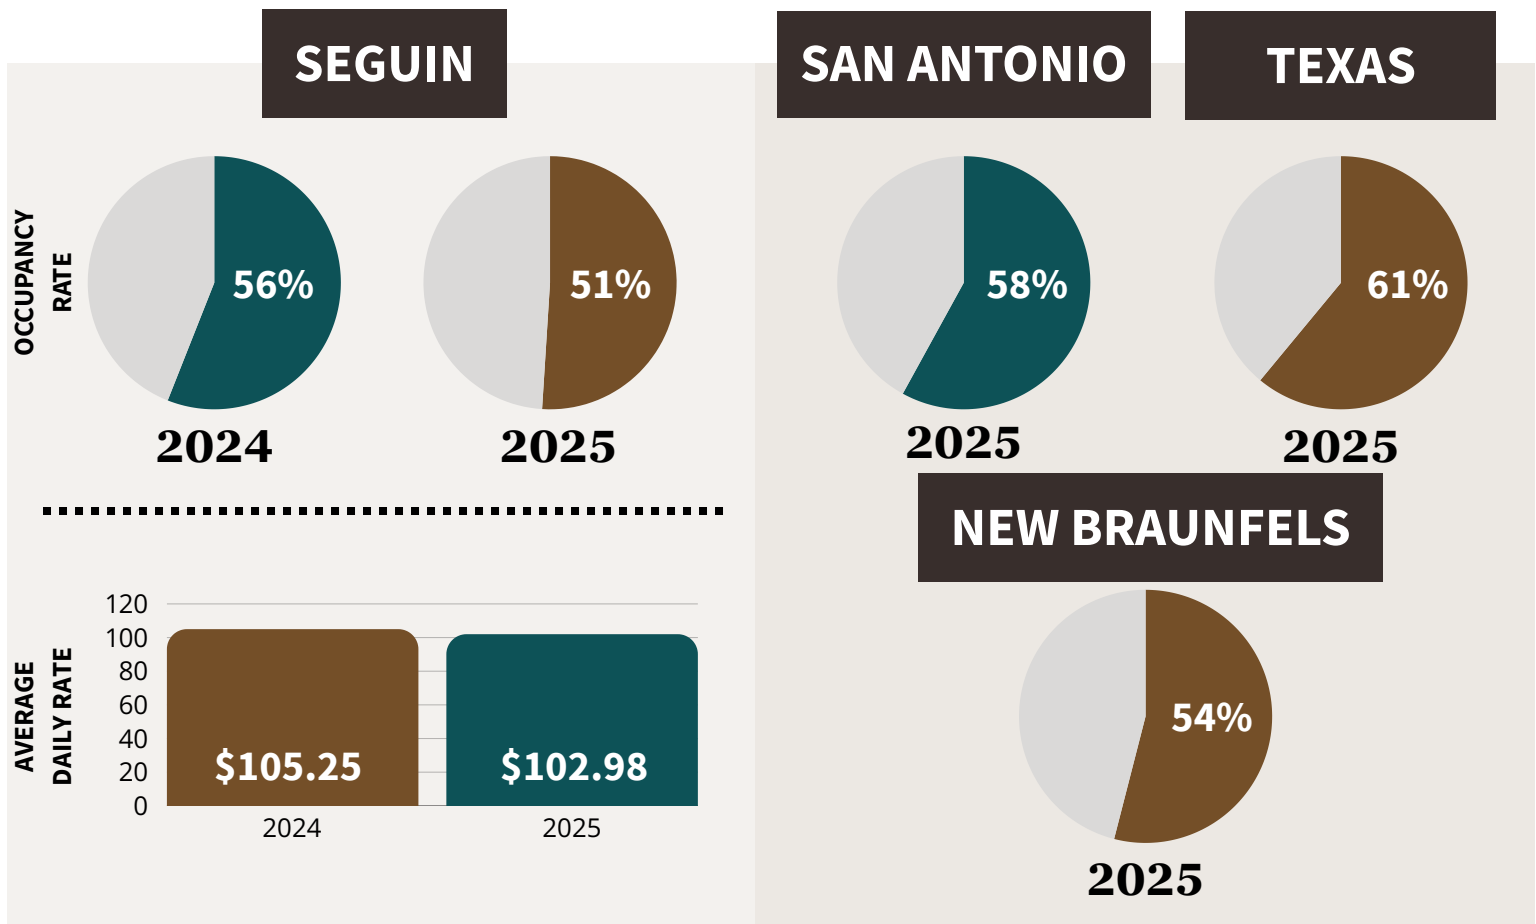 SEGUIN
SAN ANTONIO
TEXAS
OCCUPANCY
RATE
56%
51%
58%
61%
2024
2025
2025
2025
NEW BRAUNFELS
54%
2025
AVERAGE
DAILY RATE
120
100
80
60
40
20
0
$105.25
$102.98
2024
2025